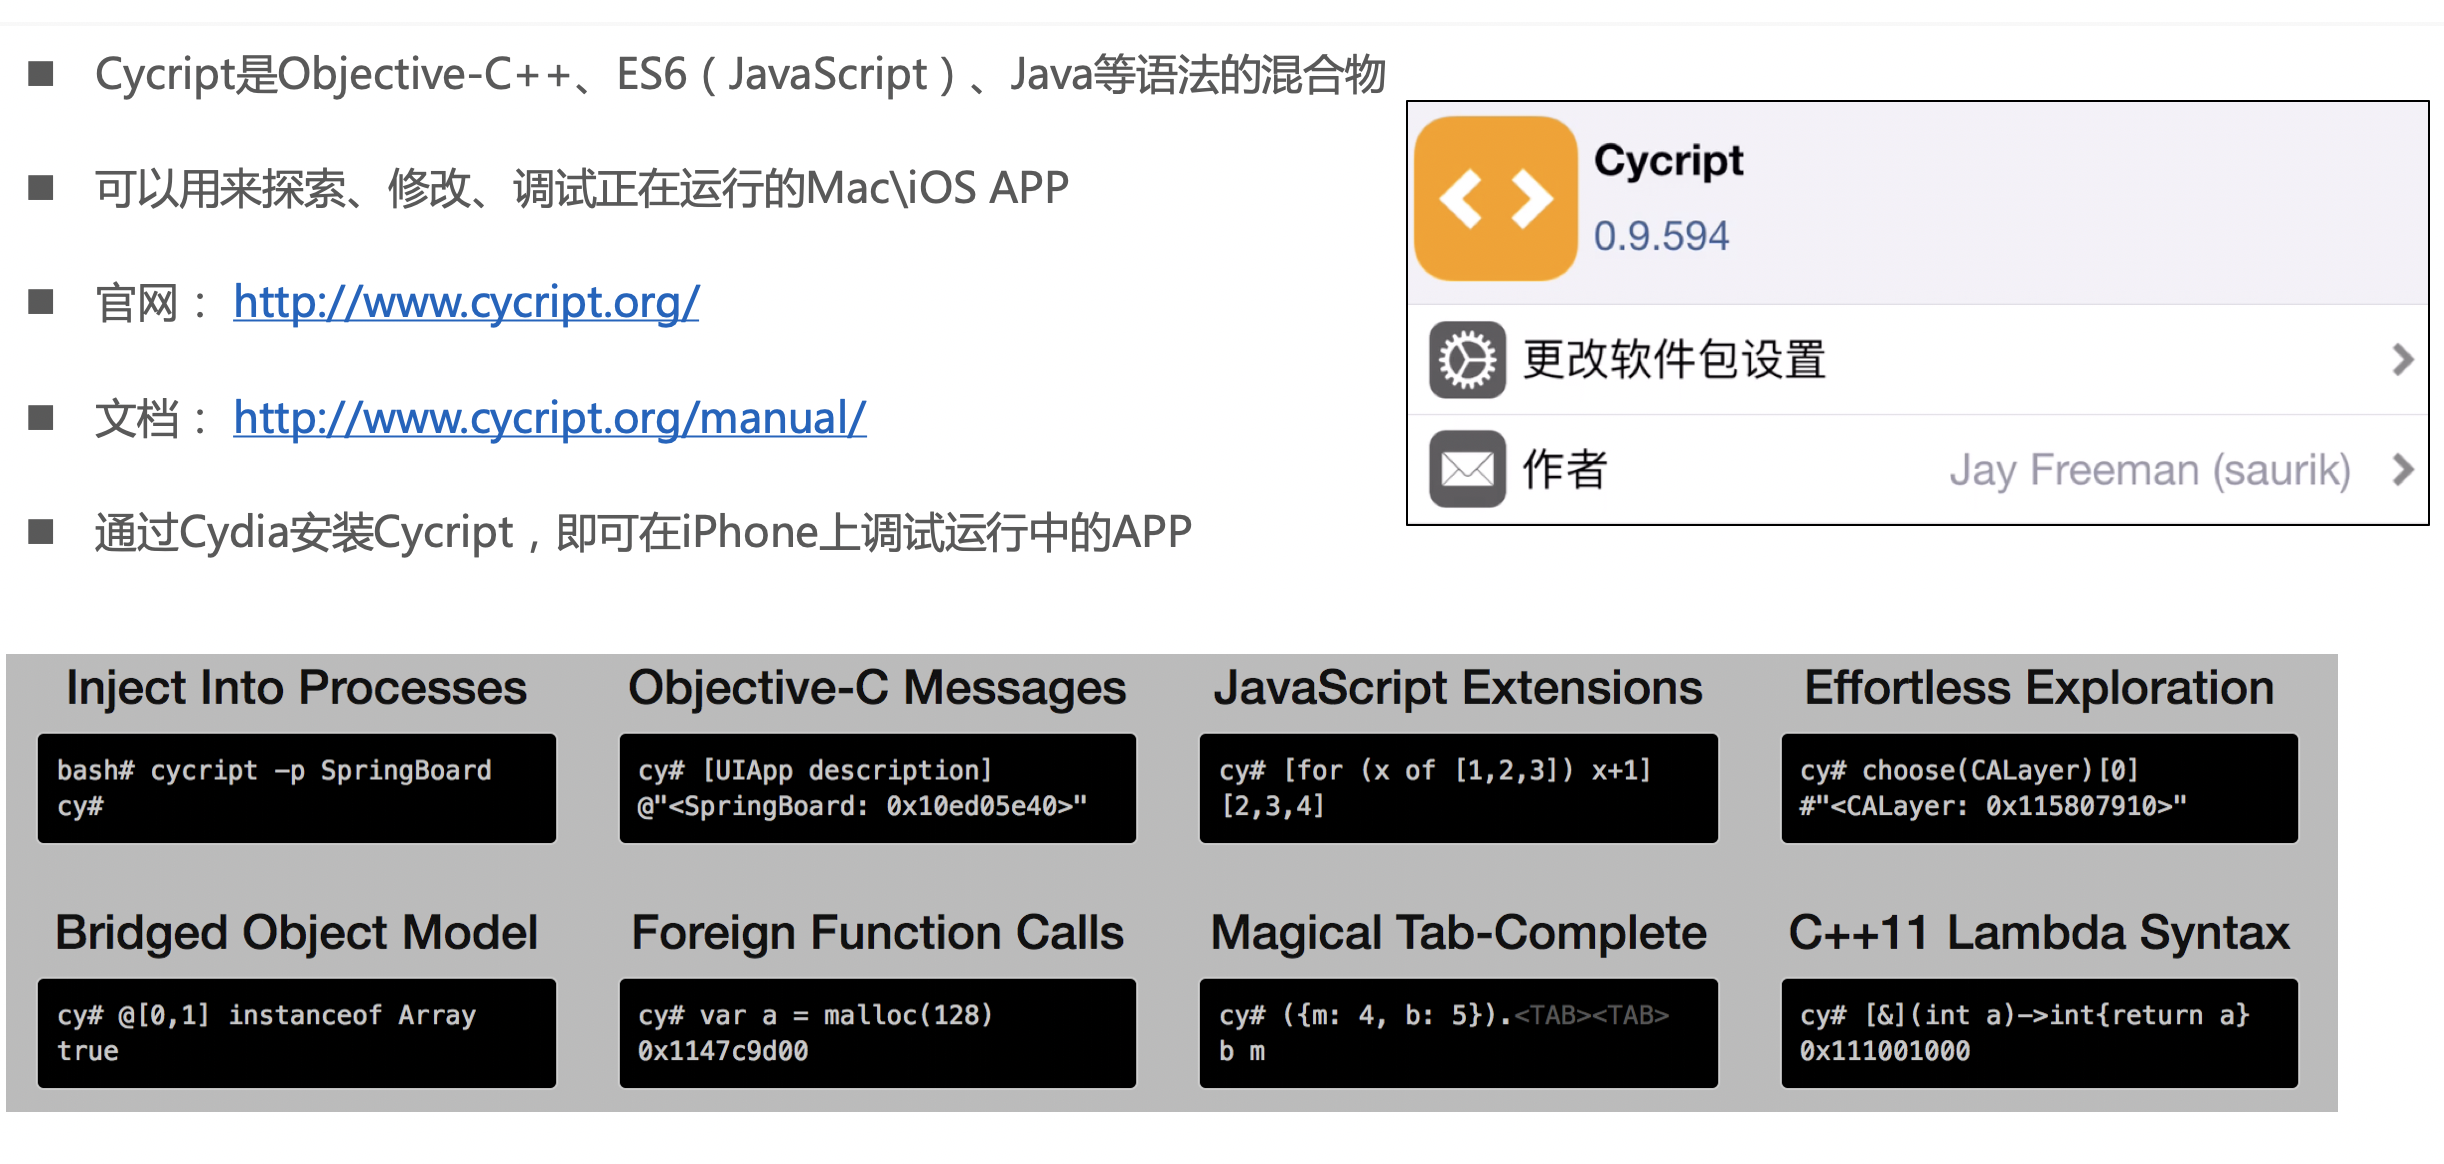 ■ Cycript是Objective-C++、ES6（JavaScript）、Java等语法的混合物
■ 可以用来探索、修改、调试正在运行的Mac\iOS APP
■ 官网： http://www.cycript.org/
■ 文档： http://www.cycript.org/manual/
■ 通过Cydia安装Cycript，即可在iPhone上调试运行中的APP
Cycript
0.9.594
更改软件包设置
作者 Jay Freeman (saurik)
Inject Into Processes
bash# cycript -p SpringBoard
cy#
Objective-C Messages
cy# [UIApp description]
@"<SpringBoard: 0x10ed05e40>"
JavaScript Extensions
cy# [for (x of [1,2,3]) x+1]
[2,3,4]
Effortless Exploration
cy# choose(CALayer)[0]
#"<CALayer: 0x115807910>"
Bridged Object Model
cy# @[0,1] instanceof Array
true
Foreign Function Calls
cy# var a = malloc(128)
0x1147c9d00
Magical Tab-Complete
cy# ({m: 4, b: 5}).<TAB><TAB>
b m
C++11 Lambda Syntax
cy# [&](int a)->int{return a}
0x111001000